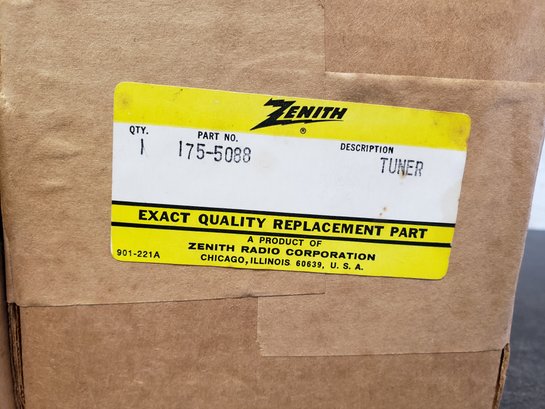 ZENITH
®
QTY. PART NO. DESCRIPTION
1 175-5088 TUNER
EXACT QUALITY REPLACEMENT PART
A PRODUCT OF
ZENITH RADIO CORPORATION
901-221A CHICAGO, ILLINOIS 60639, U. S. A.